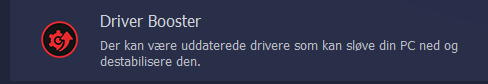 Driver Booster
Der kan være uddaterede drivere som kan sløve din PC ned og
destabilisere den.